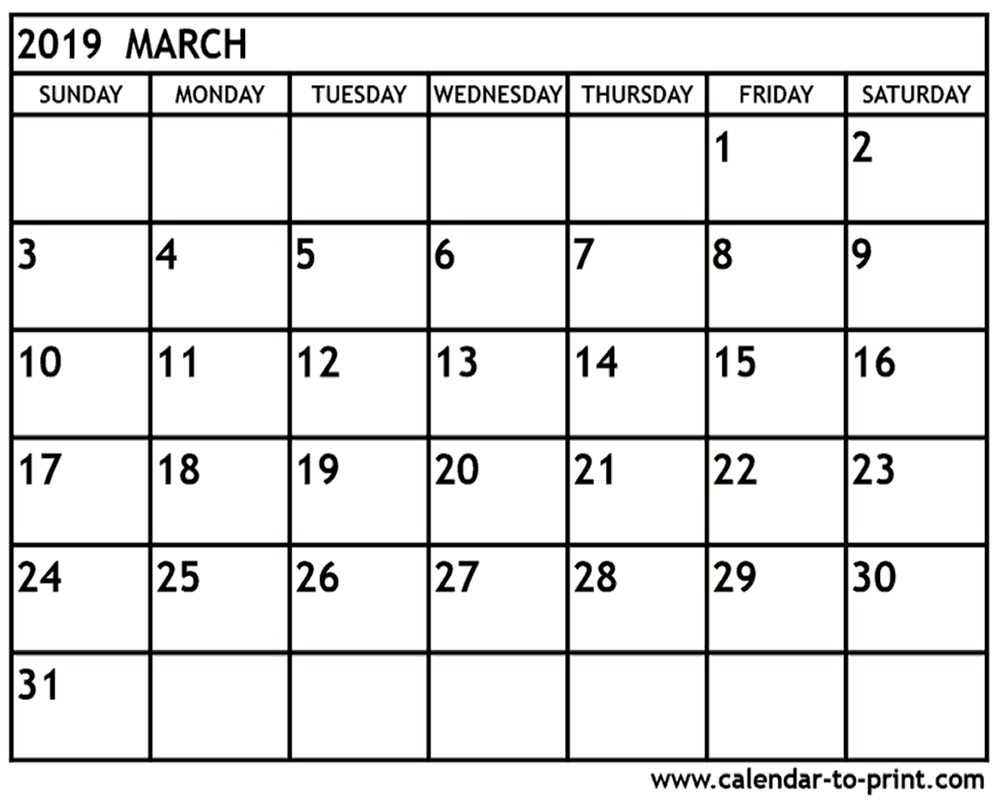 2019 MARCH
SUNDAY MONDAY TUESDAY WEDNESDAY THURSDAY FRIDAY SATURDAY
1 2
3 4 5 6 7 8 9
10 11 12 13 14 15 16
17 18 19 20 21 22 23
24 25 26 27 28 29 30
31
www.calendar-to-print.com